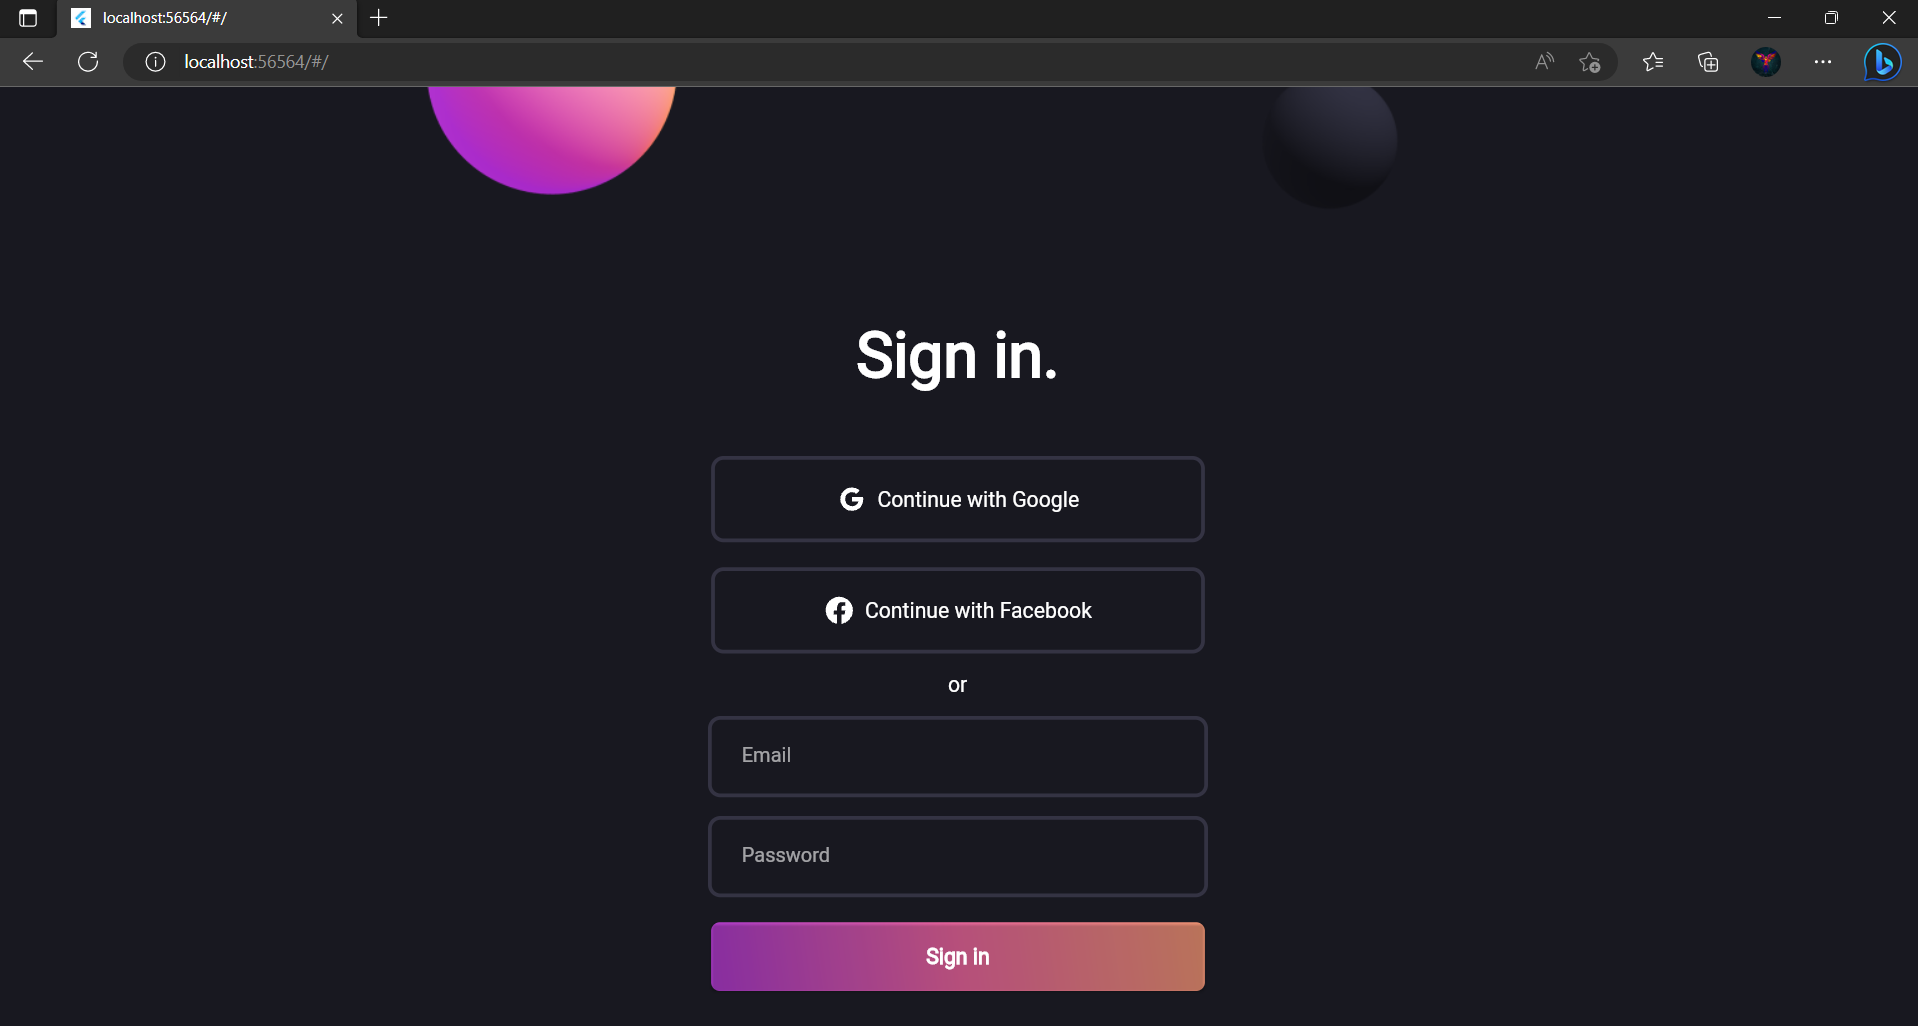 localhost:56564/#/
localhost:56564/#/
Sign in.
Continue with Google
Continue with Facebook
or
Email
Password
Sign in